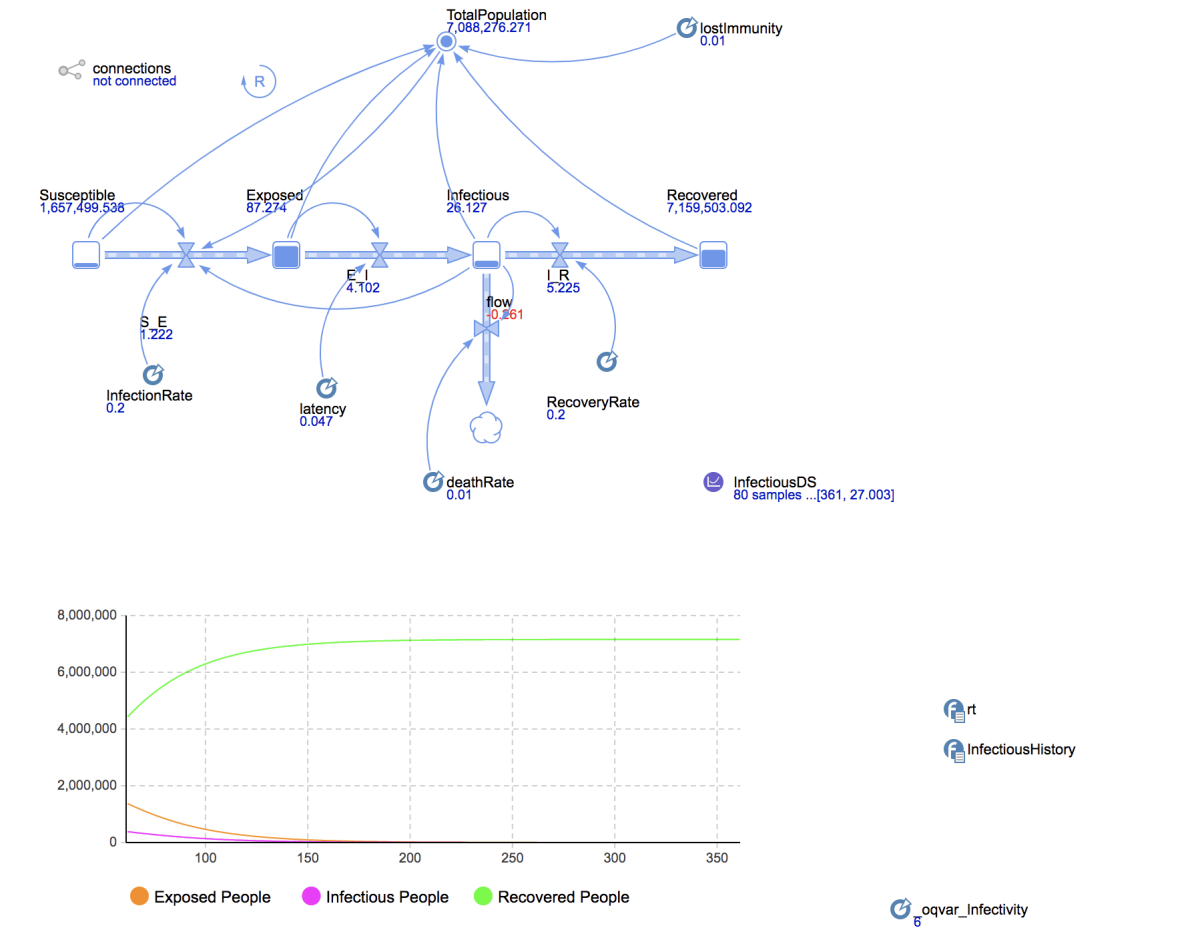 TotalPopulation
7,088,276.271
lostImmunity
0.01
connections
not connected
R
Susceptible
1,657,499.538
Exposed
87.274
Infectious
26.127
Recovered
7,159,503.092
E_I
4.102
I_R
5.225
flow
-0.261
S_E
1.222
InfectionRate
0.2
latency
0.047
RecoveryRate
0.2
deathRate
0.01
InfectiousDS
80 samples ...[361, 27.003]
8,000,000
6,000,000
4,000,000
2,000,000
0
100
150
200
250
300
350
Exposed People
Infectious People
Recovered People
F rt
F InfectiousHistory
_oqvar_Infectivity
6